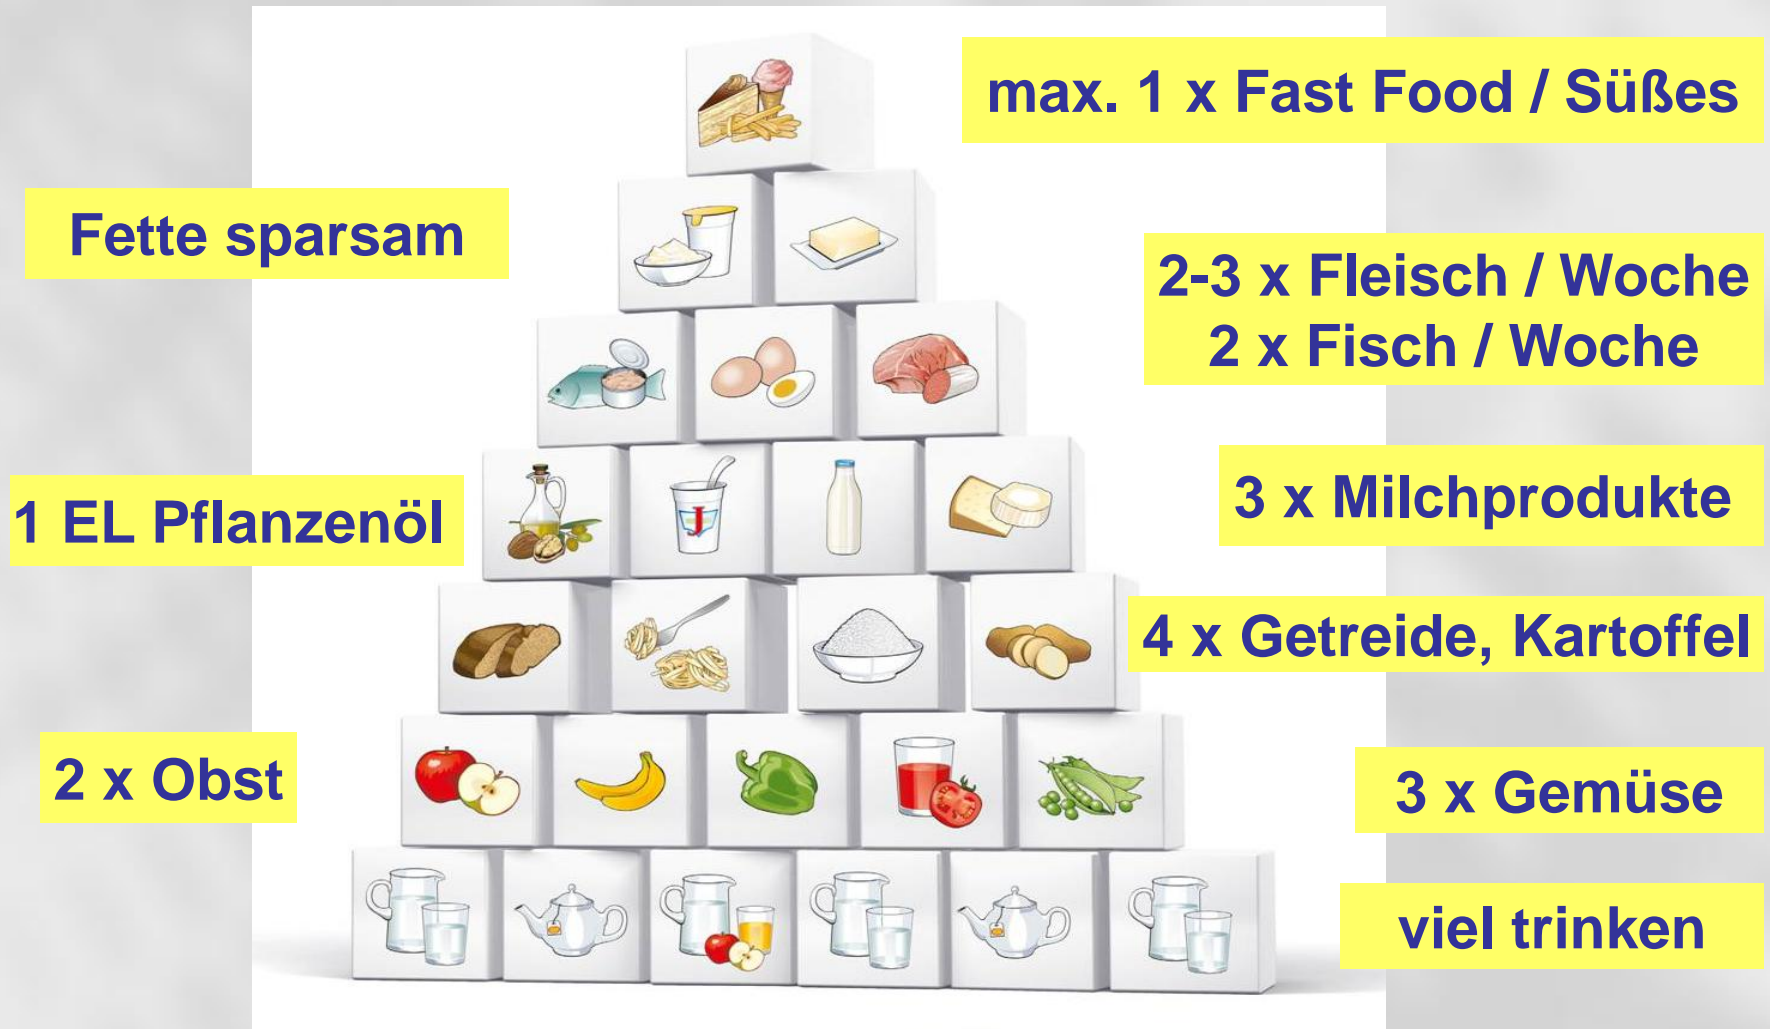 max. 1 x Fast Food / Süßes
Fette sparsam
2-3 x Fleisch / Woche
2 x Fisch / Woche
1 EL Pflanzenöl
J
3 x Milchprodukte
4 x Getreide, Kartoffel
2 x Obst
3 x Gemüse
viel trinken